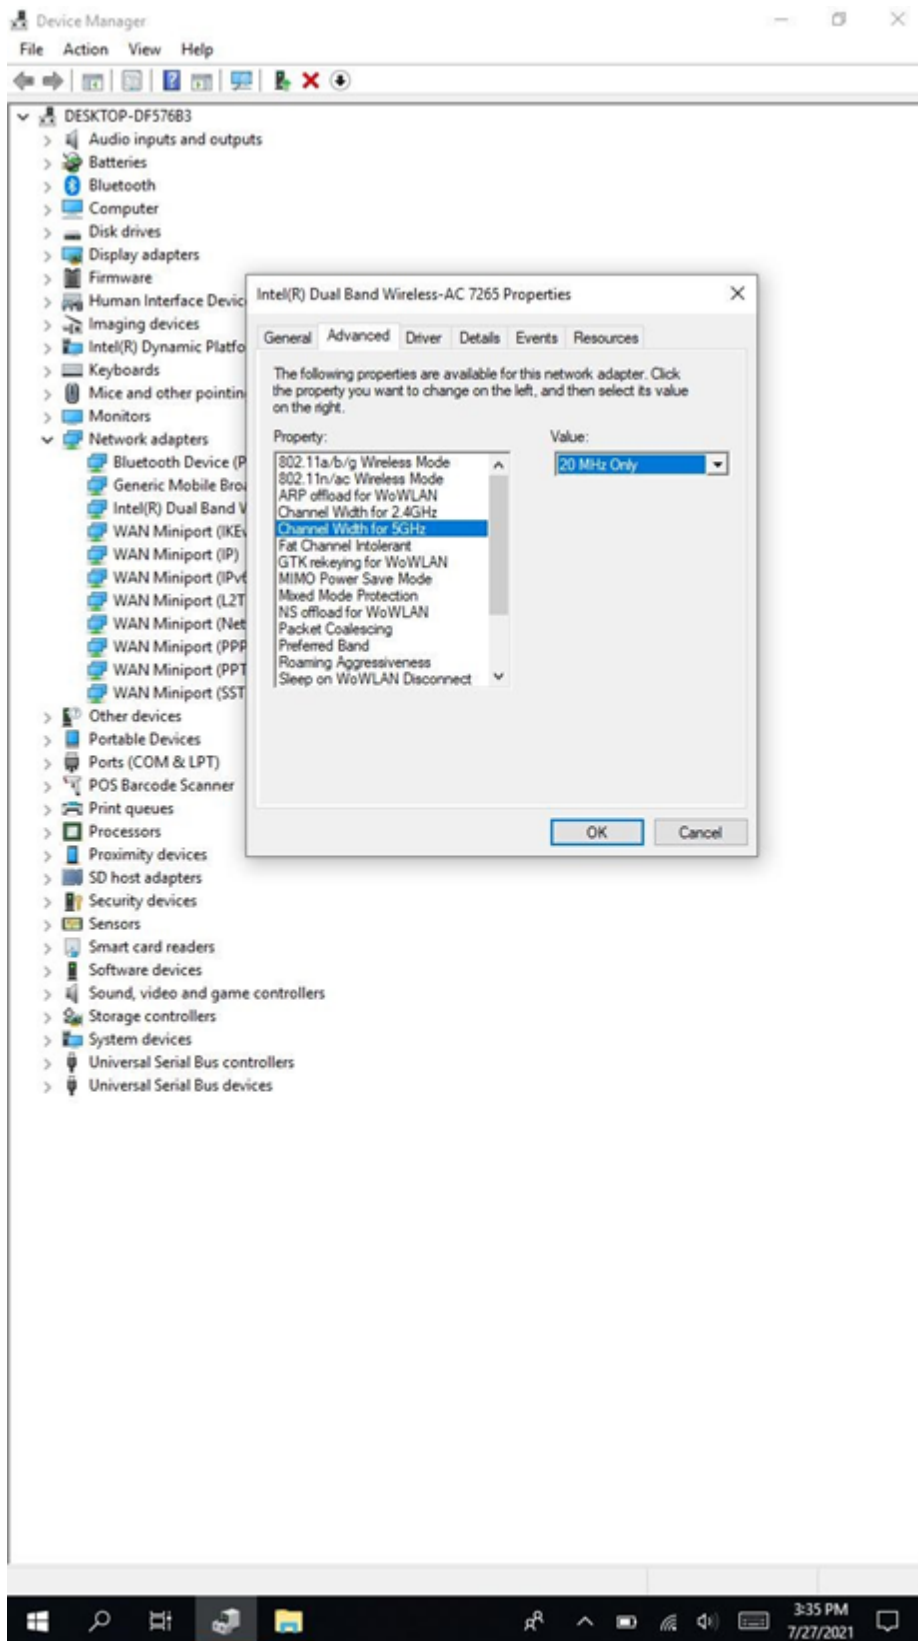 Device Manager
File Action View Help
DESKTOP-DF576B3
Audio inputs and outputs
Batteries
Bluetooth
Computer
Disk drives
Display adapters
Firmware
Human Interface Devic
Imaging devices
Intel(R) Dynamic Platfo
Keyboards
Mice and other pointin
Monitors
Network adapters
Bluetooth Device (P
Generic Mobile Broa
Intel(R) Dual Band W
WAN Miniport (IKEv
WAN Miniport (IP)
WAN Miniport (IPv6
WAN Miniport (L2T
WAN Miniport (Net
WAN Miniport (PPP
WAN Miniport (PPT
WAN Miniport (SST
Other devices
Portable Devices
Ports (COM & LPT)
POS Barcode Scanner
Print queues
Processors
Proximity devices
SD host adapters
Security devices
Sensors
Smart card readers
Software devices
Sound, video and game controllers
Storage controllers
System devices
Universal Serial Bus controllers
Universal Serial Bus devices
Intel(R) Dual Band Wireless-AC 7265 Properties
General Advanced Driver Details Events Resources
The following properties are available for this network adapter. Click
the property you want to change on the left, and then select its value
on the right.
Property:
Value:
802.11a/b/g Wireless Mode
802.11n/ac Wireless Mode
ARP offload for WoWLAN
Channel Width for 2.4GHz
Channel Width for 5GHz
Fat Channel Intolerant
GTK rekeying for WoWLAN
MIMO Power Save Mode
Mixed Mode Protection
NS offload for WoWLAN
Packet Coalescing
Preferred Band
Roaming Aggressiveness
Sleep on WoWLAN Disconnect
20 MHz Only
OK Cancel
3:35 PM
7/27/2021